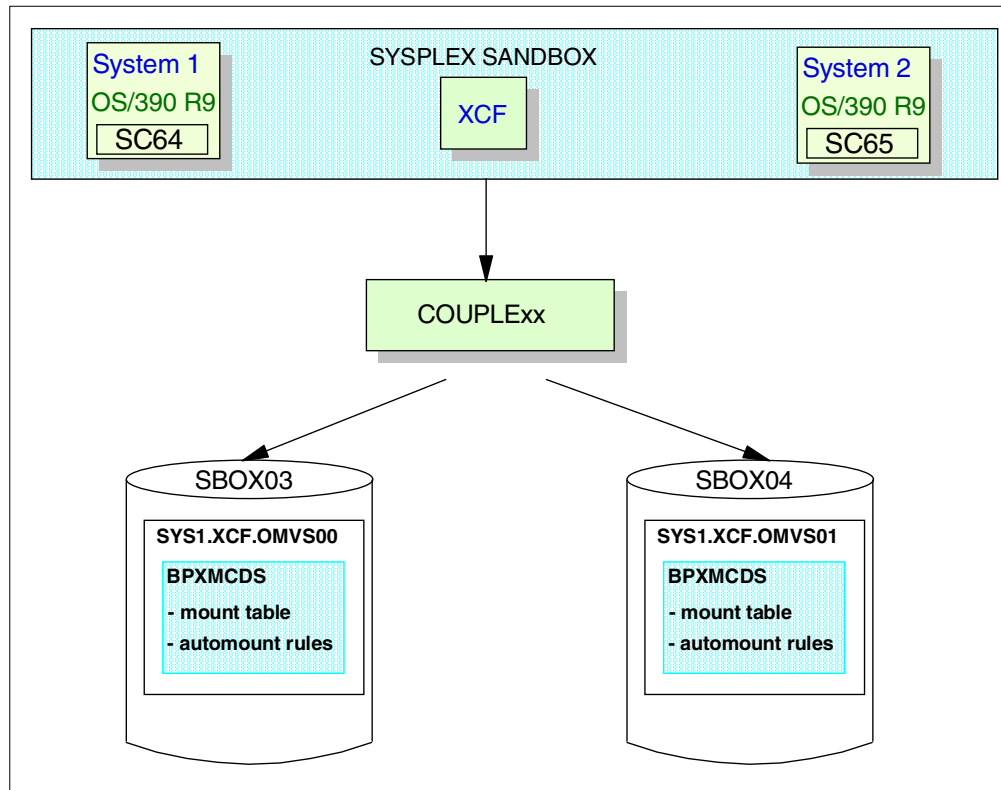 SYSPLEX SANDBOX
System 1
OS/390 R9
SC64
XCF
System 2
OS/390 R9
SC65
COUPLExx
SBOX03
SYS1.XCF.OMVS00
BPXMCDS
- mount table
- automount rules
SBOX04
SYS1.XCF.OMVS01
BPXMCDS
- mount table
- automount rules